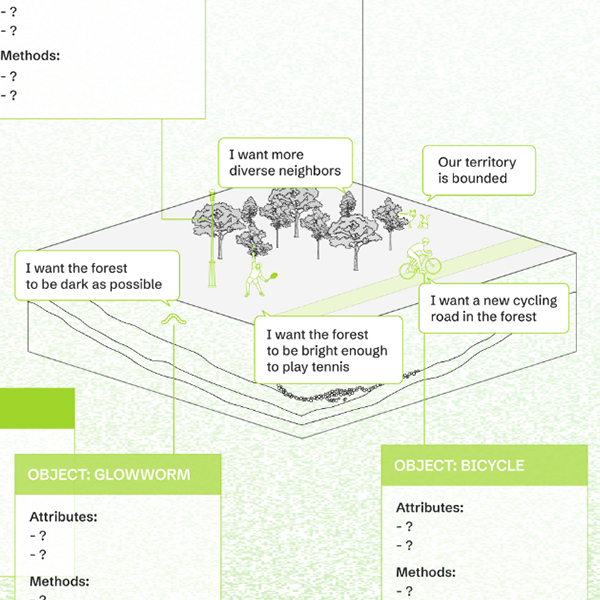 - ?
- ?
Methods:
- ?
- ?
I want more
diverse neighbors
Our territory
is bounded
I want the forest
to be dark as possible
I want a new cycling
road in the forest
I want the forest
to be bright enough
to play tennis
OBJECT: GLOWWORM
Attributes:
- ?
- ?
Methods:
- ?
OBJECT: BICYCLE
Attributes:
- ?
- ?
Methods:
- ?